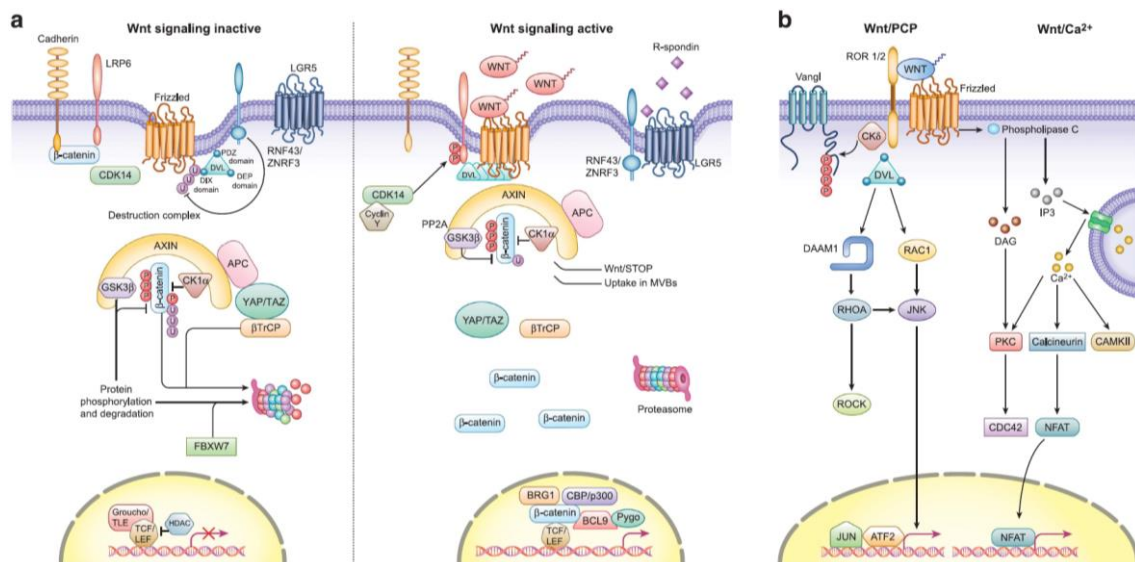 a
Wnt signaling inactive
Cadherin
LRP6
LGR5
Frizzled
β-catenin
CDK14
RNF43/
ZNRF3
PDZ
domain
DVL
DIX
domain
DEP
domain
U
U
U
Destruction complex
AXIN
APC
GSK3β
P
P
P
β-catenin
CK1α
P
U
U
U
YAP/TAZ
βTrCP
Protein
phosphorylation
and degradation
FBXW7
Groucho/
TLE
TCF/
LEF
HDAC
Wnt signaling active
R-spondin
WNT
WNT
WNT
P
P
DVL
RNF43/
ZNRF3
LGR5
CDK14
Cyclin
Y
AXIN
PP2A
APC
GSK3β
P
P
P
β-catenin
CK1α
U
Wnt/STOP
Uptake in MVBs
YAP/TAZ
βTrCP
β-catenin
β-catenin
β-catenin
Proteasome
BRG1
CBP/p300
β-catenin
BCL9
Pygo
TCF/
LEF
b
Wnt/PCP
Wnt/Ca²⁺
ROR 1/2
Vangl
WNT
Frizzled
CKδ
P
P
P
P
DVL
Phospholipase C
IP3
DAG
Ca²⁺
DAAM1
RAC1
RHOA
JNK
PKC
Calcineurin
CAMKII
ROCK
CDC42
NFAT
JUN
ATF2
NFAT